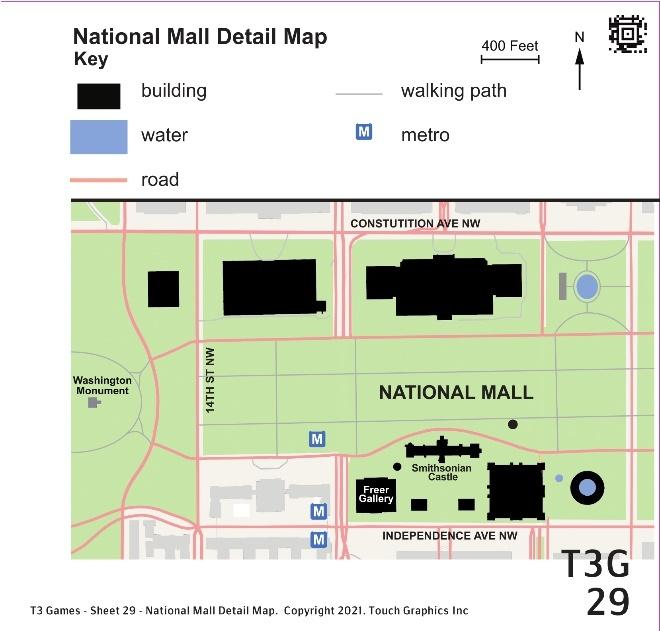 National Mall Detail Map
Key
400 Feet
N
building
walking path
water
M
metro
road
CONSTUTITION AVE NW
Washington
Monument
14TH ST NW
NATIONAL MALL
M
Smithsonian
Castle
Freer
Gallery
M
INDEPENDENCE AVE NW
M
T3G
29
T3 Games - Sheet 29 - National Mall Detail Map. Copyright 2021. Touch Graphics Inc